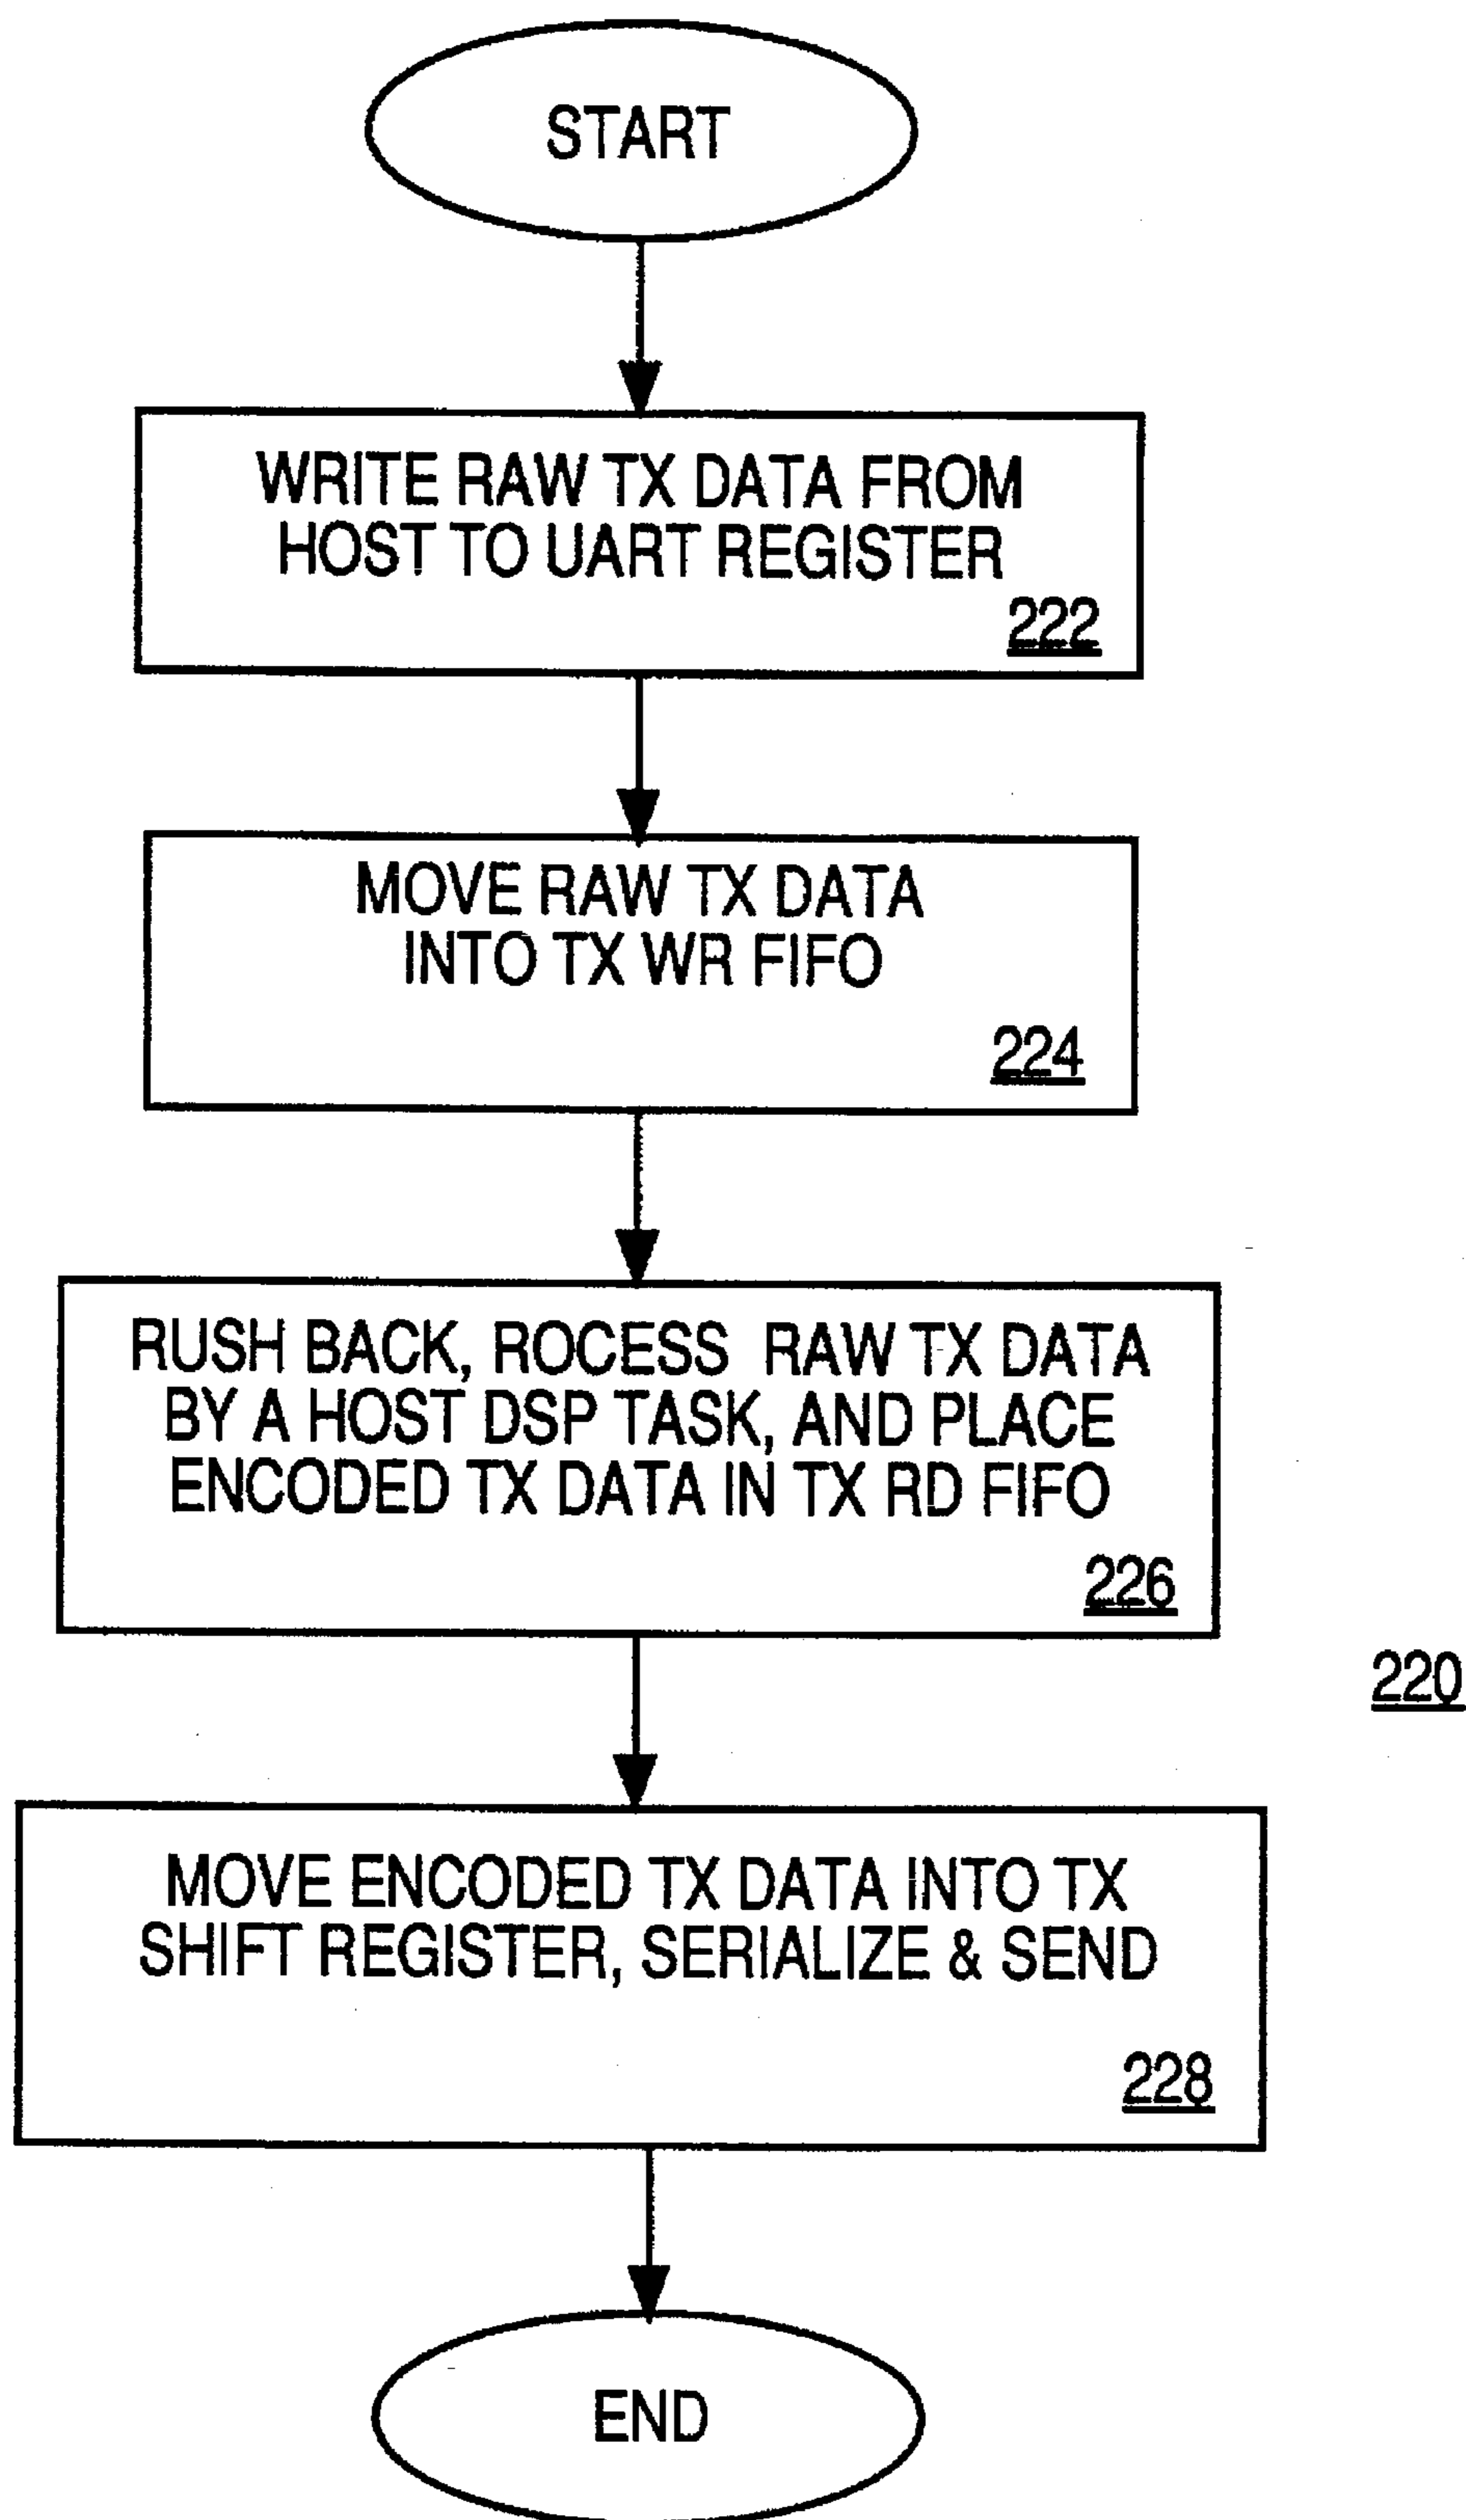 START
WRITE RAW TX DATA FROM
HOST TO UART REGISTER
222
MOVE RAW TX DATA
INTO TX WR FIFO
224
RUSH BACK, ROCESS RAW TX DATA
BY A HOST DSP TASK, AND PLACE
ENCODED TX DATA IN TX RD FIFO
226
220
MOVE ENCODED TX DATA INTO TX
SHIFT REGISTER, SERIALIZE & SEND
228
END